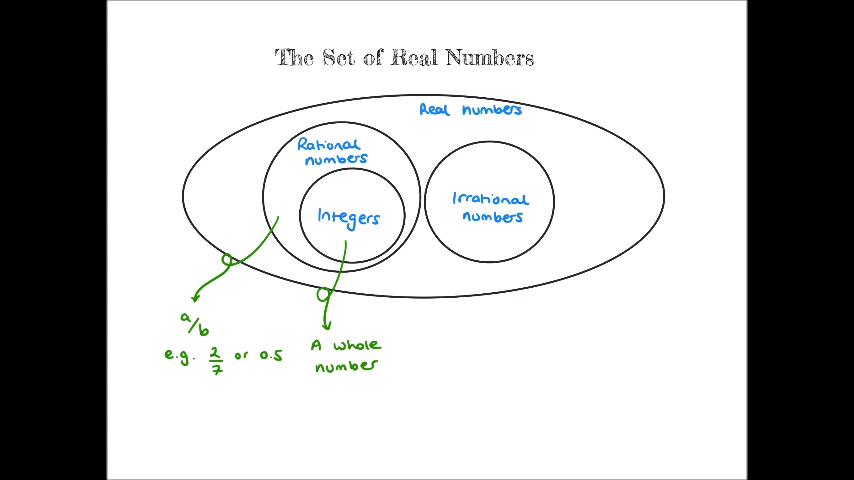 The Set of Real Numbers
Real numbers
Rational
numbers
Irrational
numbers
Integers
a/b
e.g. 2/7 or 0.5
A whole
number